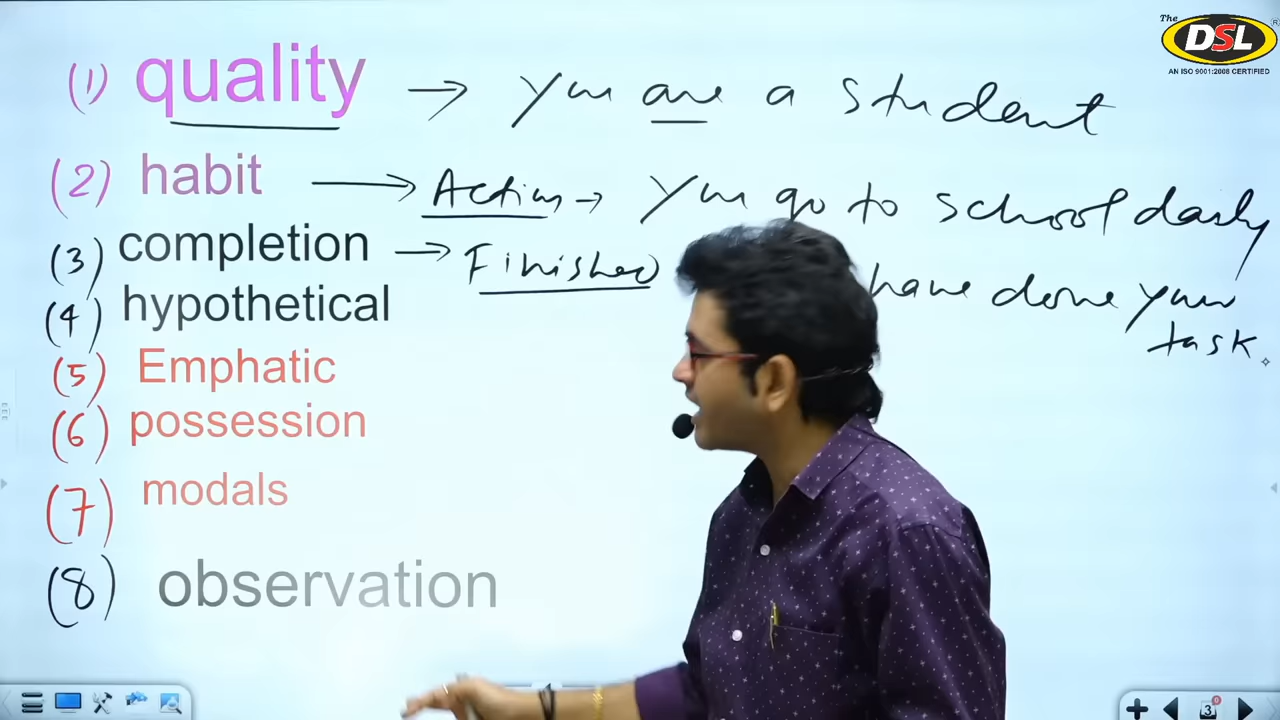 The
DSL
®
AN ISO 9001:2008 CERTIFIED
(1) quality → You are a student
(2) habit → Action → You go to school daily
(3) completion → Finished have done your
task.
(4) hypothetical
(5) Emphatic
(6) possession
(7) modals
(8) observation
3